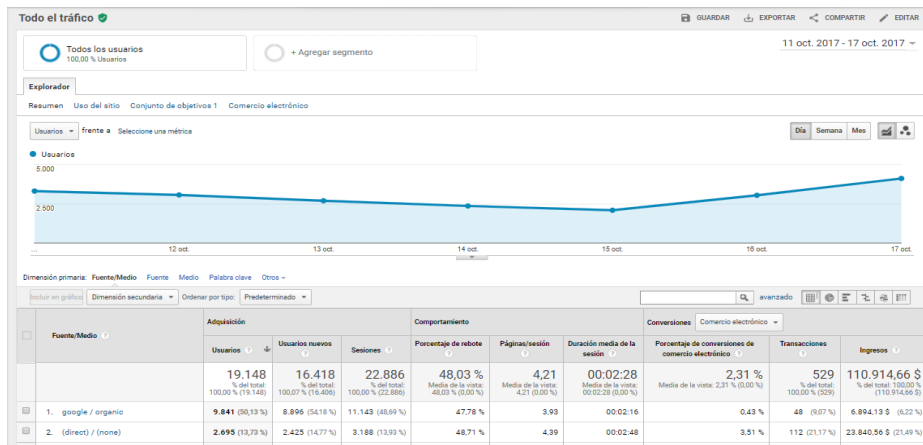 Todo el tráfico
GUARDAR EXPORTAR COMPARTIR EDITAR
Todos los usuarios
100,00 % Usuarios
+ Agregar segmento
11 oct. 2017 - 17 oct. 2017
Explorador
Resumen Uso del sitio Conjunto de objetivos 1 Comercio electrónico
Usuarios frente a Seleccione una métrica
Día Semana Mes
Usuarios
5.000
2.500
... 12 oct. 13 oct. 14 oct. 15 oct. 16 oct. 17 oct.
Dimensión primaria: Fuente/Medio Fuente Medio Palabra clave Otros
Incluir en gráfico Dimensión secundaria Ordenar por tipo: Predeterminado avanzado
Fuente/Medio
Adquisición Comportamiento Conversiones Comercio electrónico
Usuarios Usuarios nuevos Sesiones Porcentaje de rebote Páginas/sesión Duración media de la sesión Porcentaje de conversiones de comercio electrónico Transacciones Ingresos
19.148 16.418 22.886 48,03 % 4,21 00:02:28 2,31 % 529 110.914,66 $
% del total: 100,00 % (19.148) % del total: 100,07 % (16.406) % del total: 100,00 % (22.886) Media de la vista: 48,03 % (0,00 %) Media de la vista: 4,21 (0,00 %) Media de la vista: 00:02:28 (0,00 %) Media de la vista: 2,31 % (0,00 %) % del total: 100,00 % (529) % del total: 100,00 % (110.914,66 $)
1. google / organic 9.841 (50,13 %) 8.896 (54,18 %) 11.143 (48,69 %) 47,78 % 3,93 00:02:16 0,43 % 48 (9,07 %) 6.894,13 $ (6,22 %)
2. (direct) / (none) 2.695 (13,73 %) 2.425 (14,77 %) 3.188 (13,93 %) 48,71 % 4,39 00:02:48 3,51 % 112 (21,17 %) 23.840,56 $ (21,49 %)